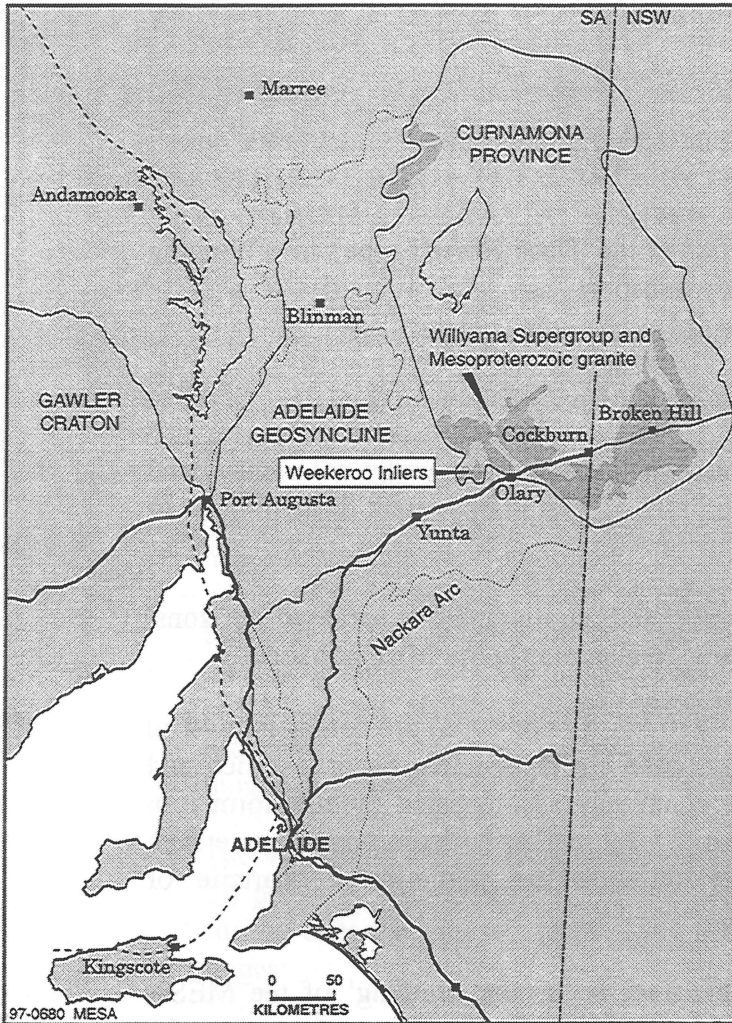 SA NSW
Marree
CURNAMONA
PROVINCE
Andamooka
Blinman
Willyama Supergroup and
Mesoproterozoic granite
GAWLER
CRATON
ADELAIDE
GEOSYNCLINE
Broken Hill
Cockburn
Weekeroo Inliers
Olary
Port Augusta
Yunta
Nackara Arc
ADELAIDE
Kingscote
0 50
KILOMETRES
97-0680 MESA